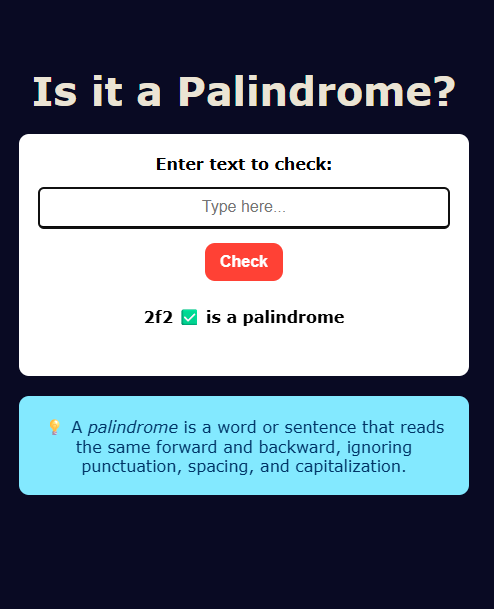 Is it a Palindrome?
Enter text to check:
Type here...
Check
2f2 ✅ is a palindrome
💡 A palindrome is a word or sentence that reads
the same forward and backward, ignoring
punctuation, spacing, and capitalization.